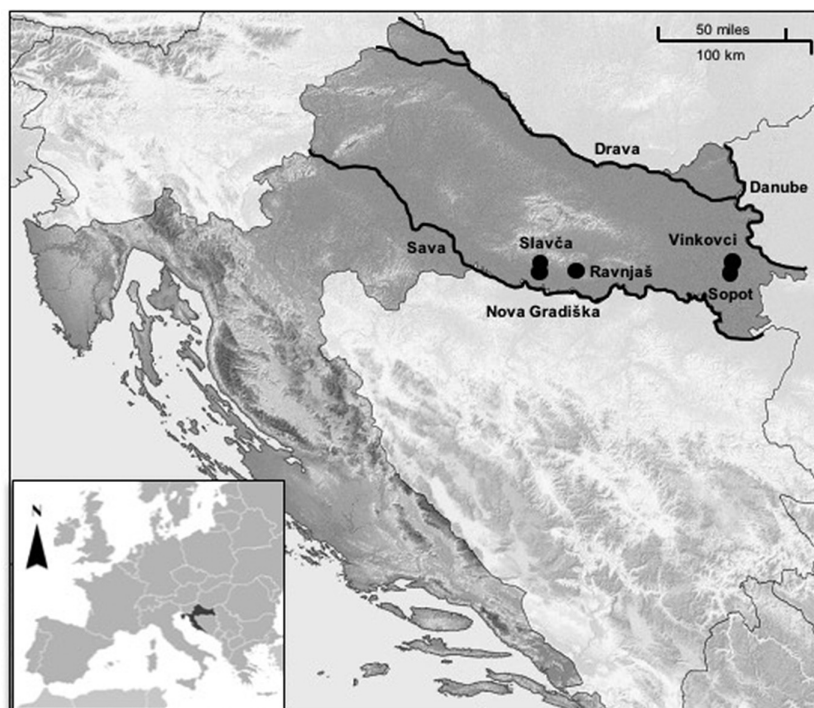 50 miles
100 km
Drava
Danube
Sava
Slavča
Vinkovci
Ravnjaš
Sopot
Nova Gradiška
N